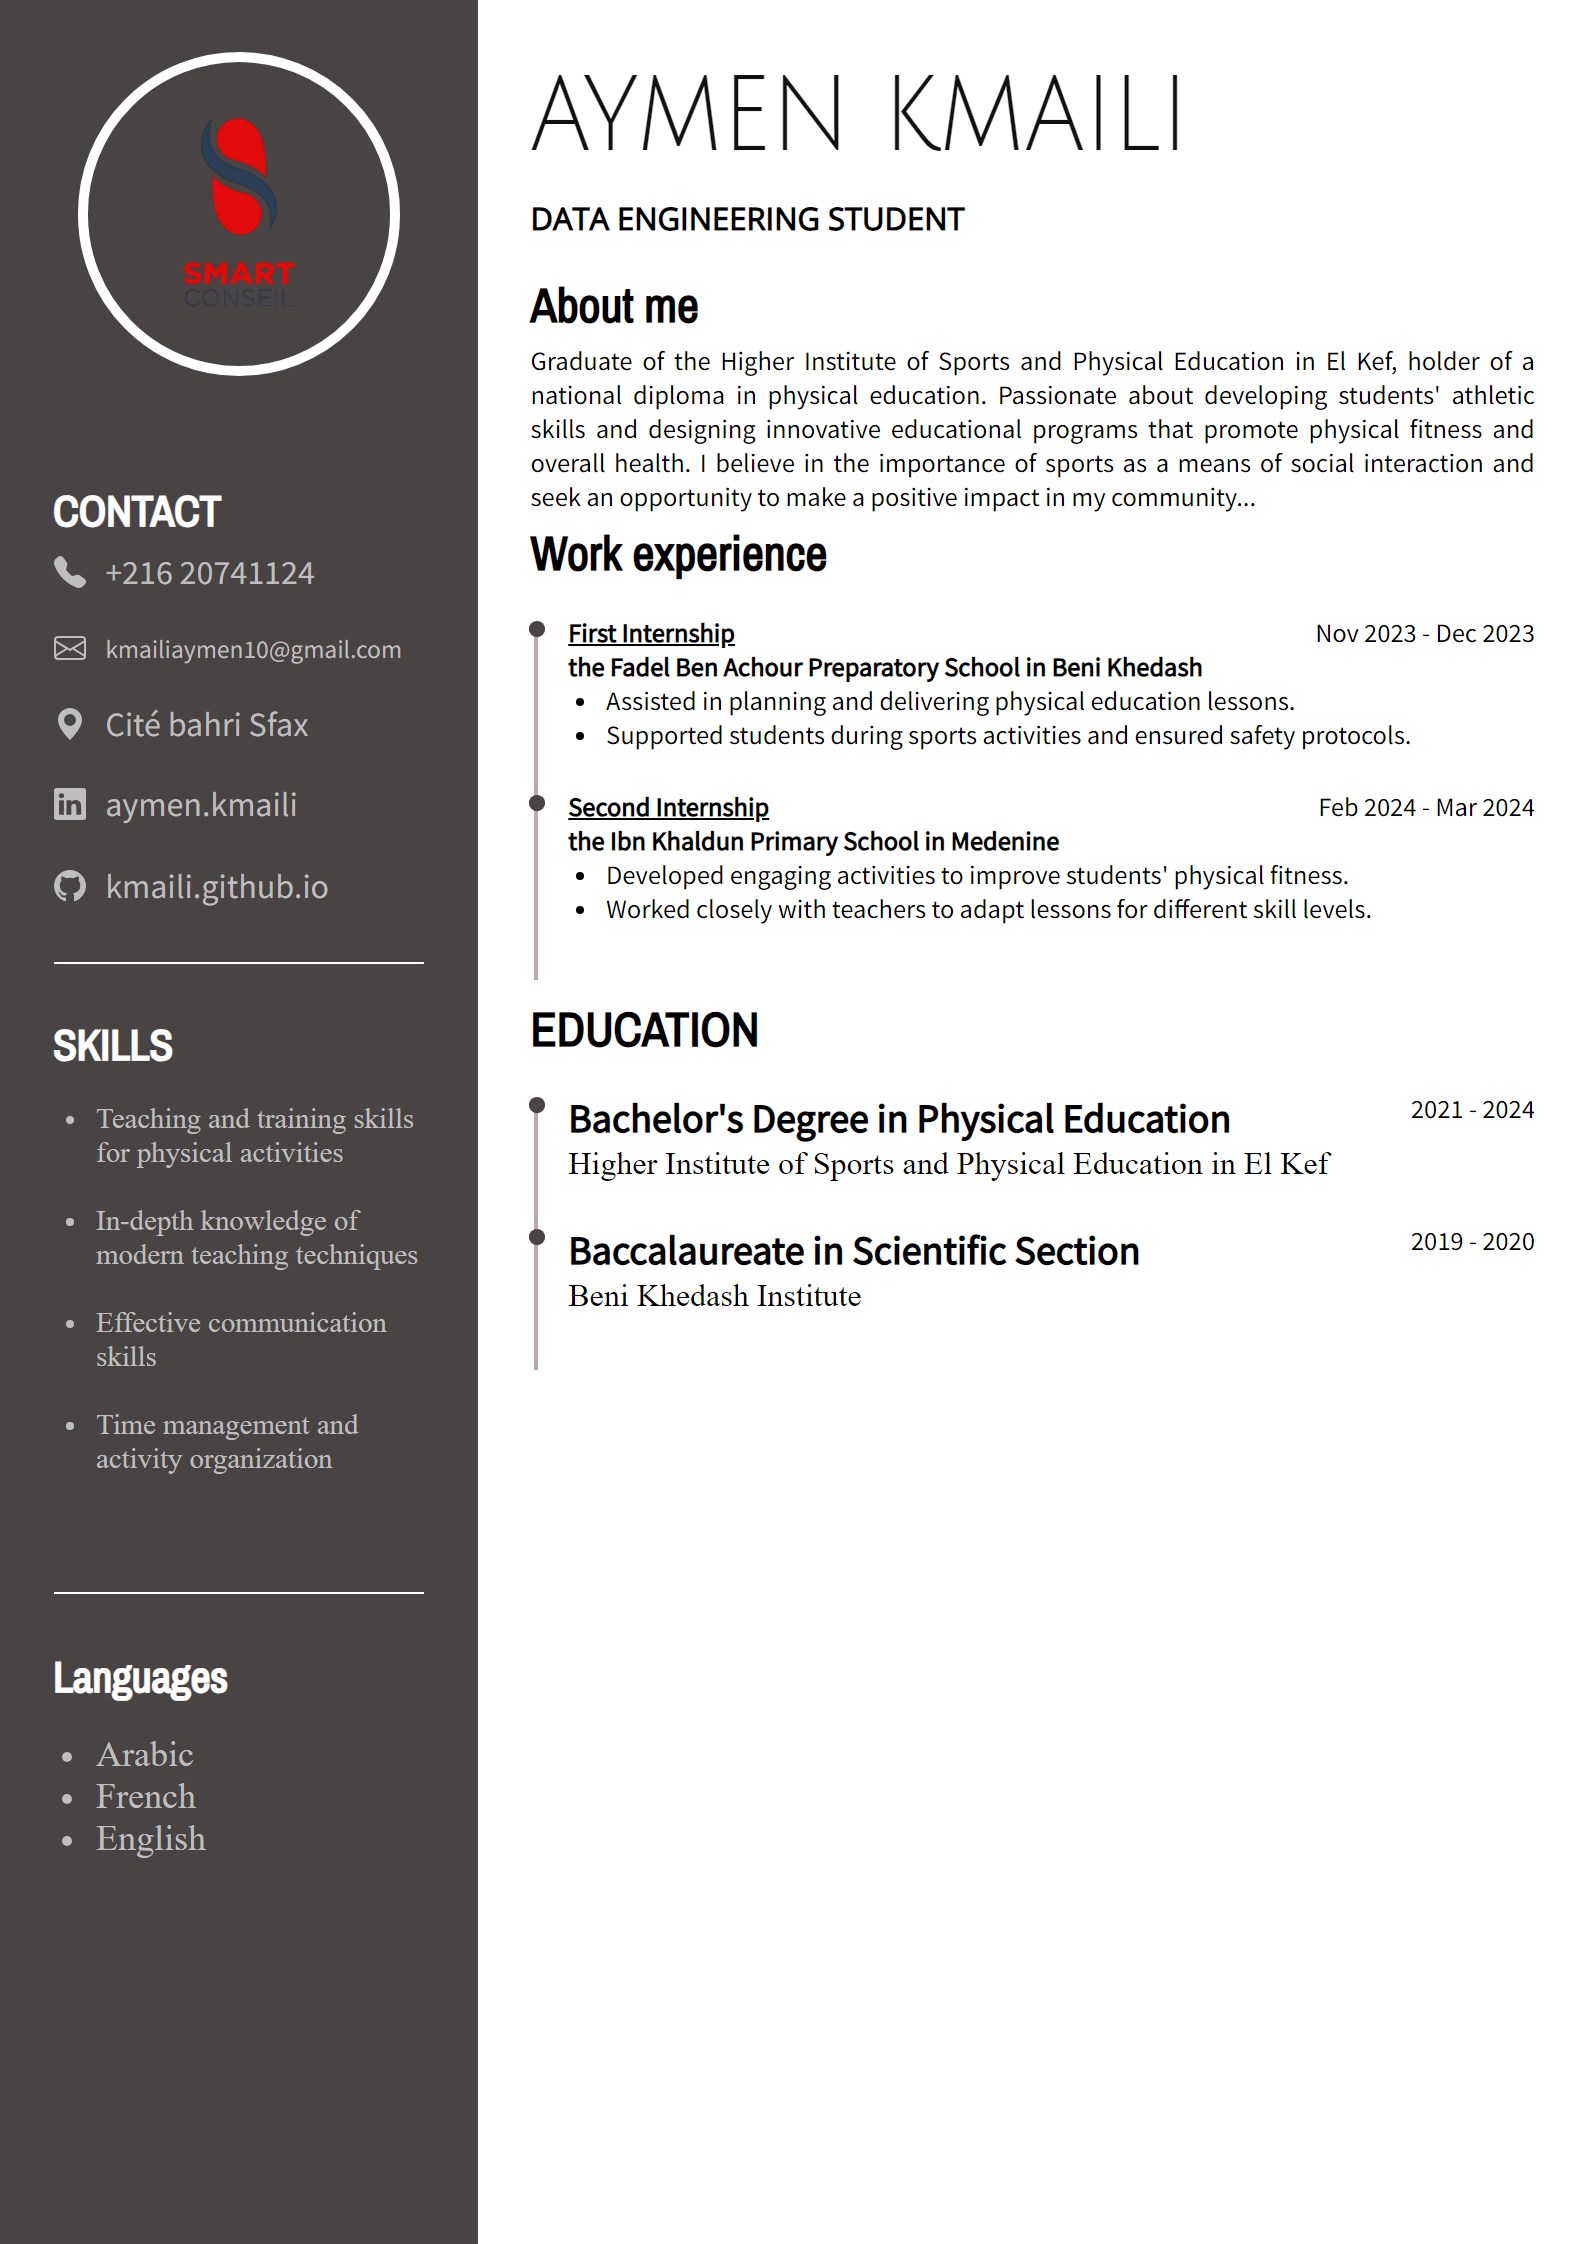 SMART
CONSEIL
CONTACT
+216 20741124
kmailiaymen10@gmail.com
Cité bahri Sfax
aymen.kmaili
kmaili.github.io
SKILLS
• Teaching and training skills
for physical activities
• In-depth knowledge of
modern teaching techniques
• Effective communication
skills
• Time management and
activity organization
Languages
• Arabic
• French
• English
AYMEN KMAILI
DATA ENGINEERING STUDENT
About me
Graduate of the Higher Institute of Sports and Physical Education in El Kef, holder of a
national diploma in physical education. Passionate about developing students' athletic
skills and designing innovative educational programs that promote physical fitness and
overall health. I believe in the importance of sports as a means of social interaction and
seek an opportunity to make a positive impact in my community...
Work experience
First Internship Nov 2023 - Dec 2023
the Fadel Ben Achour Preparatory School in Beni Khedash
• Assisted in planning and delivering physical education lessons.
• Supported students during sports activities and ensured safety protocols.
Second Internship Feb 2024 - Mar 2024
the Ibn Khaldun Primary School in Medenine
• Developed engaging activities to improve students' physical fitness.
• Worked closely with teachers to adapt lessons for different skill levels.
EDUCATION
Bachelor's Degree in Physical Education 2021 - 2024
Higher Institute of Sports and Physical Education in El Kef
Baccalaureate in Scientific Section 2019 - 2020
Beni Khedash Institute